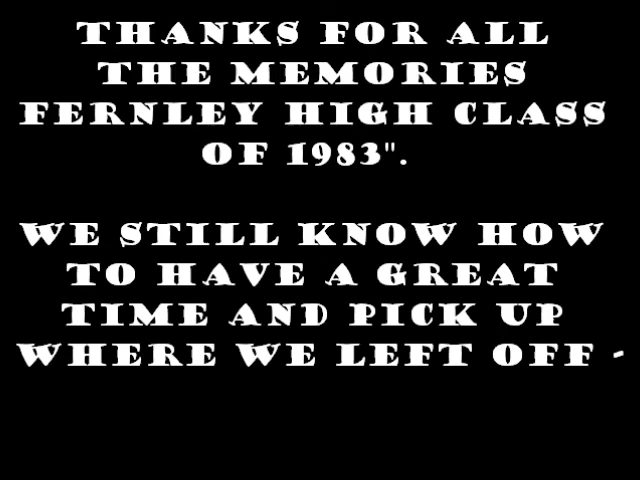 THANKS FOR ALL
THE MEMORIES
FERNLEY HIGH CLASS
OF 1983".
WE STILL KNOW HOW
TO HAVE A GREAT
TIME AND PICK UP
WHERE WE LEFT OFF -